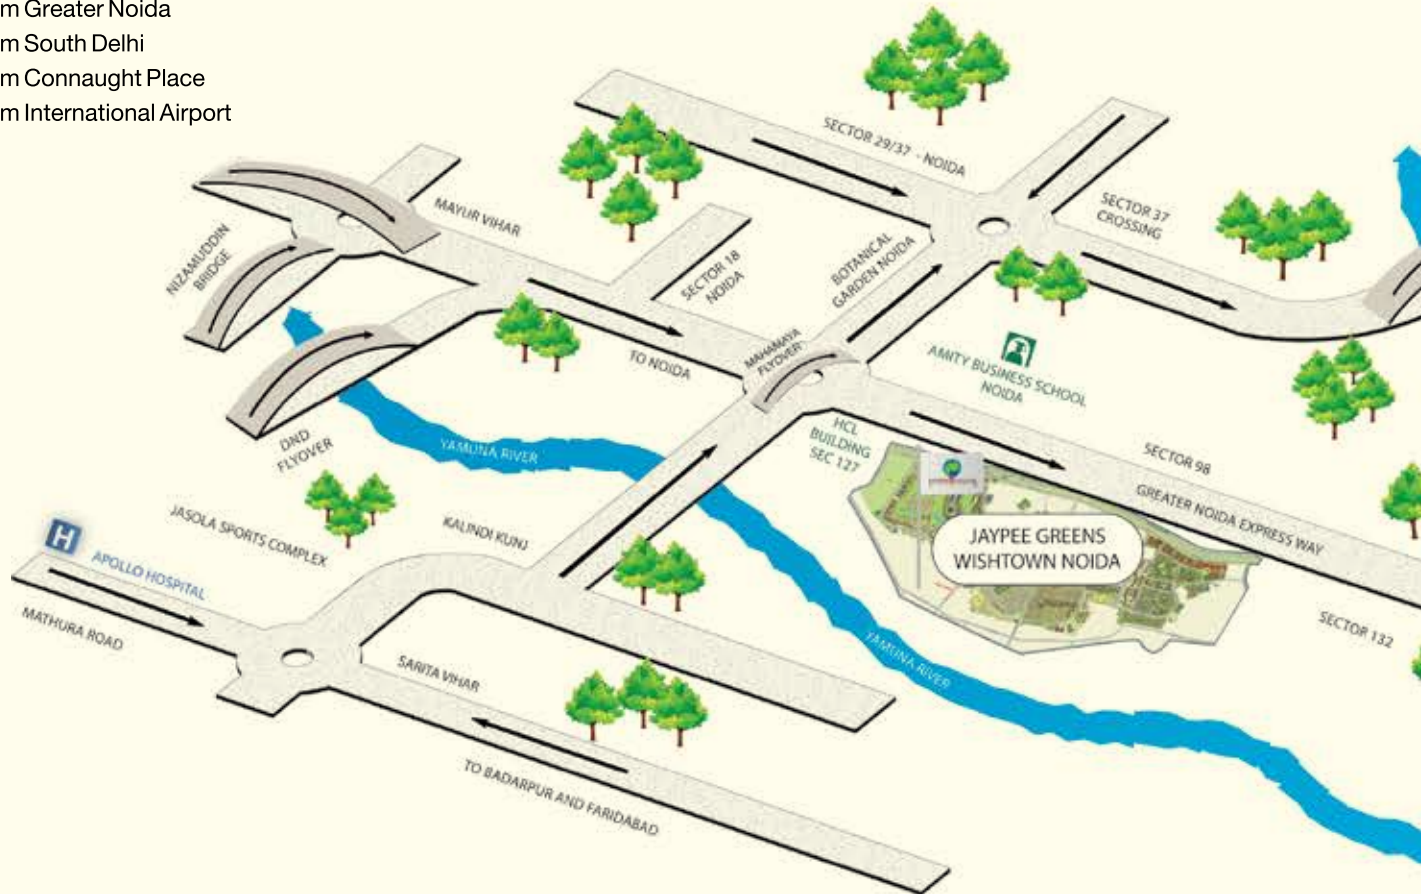 m Greater Noida
m South Delhi
m Connaught Place
m International Airport
SECTOR 29/37 - NOIDA
SECTOR 37
CROSSING
MAYUR VIHAR
NIZAMUDDIN
BRIDGE
SECTOR 18
NOIDA
BOTANICAL
GARDEN NOIDA
MAHAMAYA
FLYOVER
TO NOIDA
AMITY BUSINESS SCHOOL
NOIDA
DND
FLYOVER
YAMUNA RIVER
HCL
BUILDING
SEC 127
SECTOR 98
GREATER NOIDA EXPRESS WAY
JAYPEE GREENS
WISHTOWN NOIDA
JASOLA SPORTS COMPLEX
KALINDI KUNJ
H
APOLLO HOSPITAL
MATHURA ROAD
SECTOR 132
YAMUNA RIVER
SARITA VIHAR
TO BADARPUR AND FARIDABAD